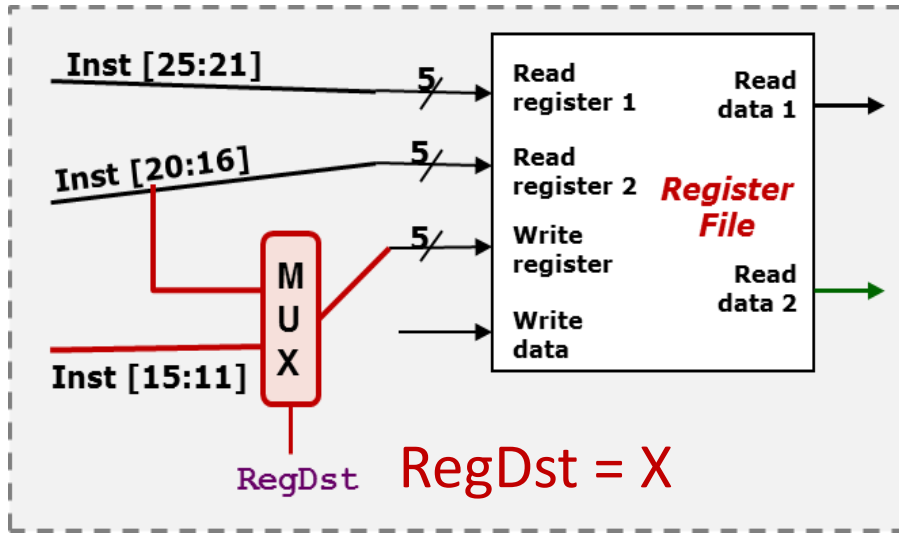 Inst [25:21]
5
Read
register 1
Read
data 1
Inst [20:16]
5
Read
register 2
Register
File
5
Write
register
M
U
X
Read
data 2
Write
data
Inst [15:11]
RegDst
RegDst = X